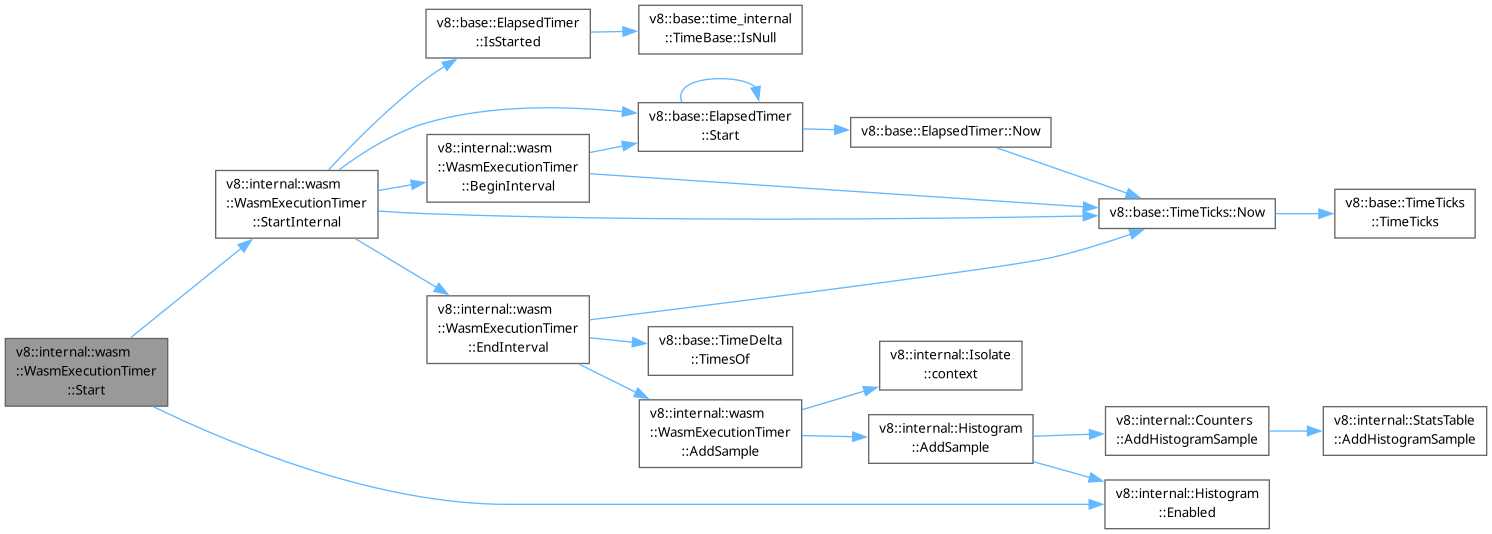 v8::base::ElapsedTimer
::IsStarted
v8::base::time_internal
::TimeBase::IsNull
v8::base::ElapsedTimer
::Start
v8::base::ElapsedTimer::Now
v8::internal::wasm
::WasmExecutionTimer
::BeginInterval
v8::internal::wasm
::WasmExecutionTimer
::StartInternal
v8::base::TimeTicks::Now
v8::base::TimeTicks
::TimeTicks
v8::internal::wasm
::WasmExecutionTimer
::EndInterval
v8::base::TimeDelta
::TimesOf
v8::internal::wasm
::WasmExecutionTimer
::Start
v8::internal::Isolate
::context
v8::internal::wasm
::WasmExecutionTimer
::AddSample
v8::internal::Histogram
::AddSample
v8::internal::Counters
::AddHistogramSample
v8::internal::StatsTable
::AddHistogramSample
v8::internal::Histogram
::Enabled